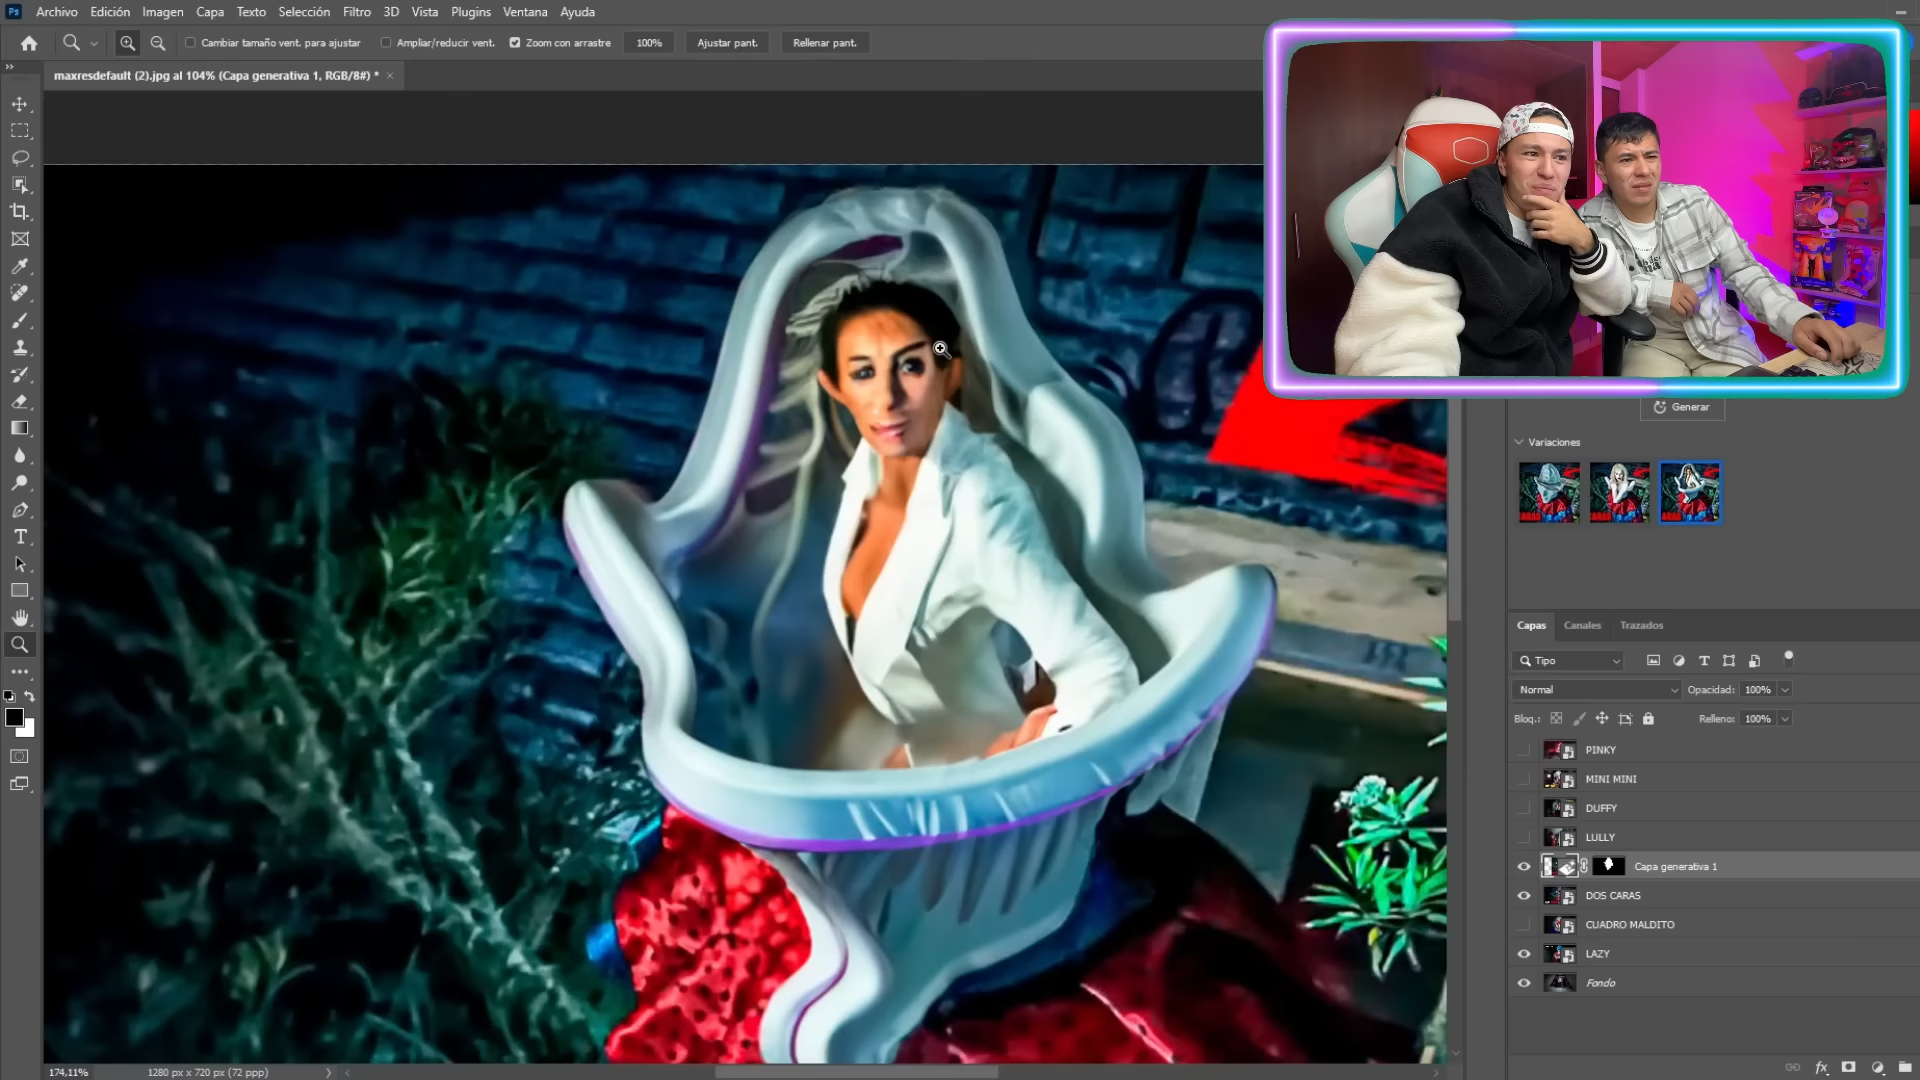 Ps Archivo Edición Imagen Capa Texto Selección Filtro 3D Vista Plugins Ventana Ayuda
Cambiar tamaño vent. para ajustar Ampliar/reducir vent. Zoom con arrastre 100% Ajustar pant. Rellenar pant.
maxresdefault (2).jpg al 104% (Capa generativa 1, RGB/8#) * ×
Generar
Variaciones
Capas Canales Trazados
Tipo
Normal Opacidad: 100%
Bloq.: Relleno: 100%
PINKY
MINI MINI
DUFFY
LULLY
Capa generativa 1
DOS CARAS
CUADRO MALDITO
LAZY
Fondo
fx
174,11% 1280 px x 720 px (72 ppp)